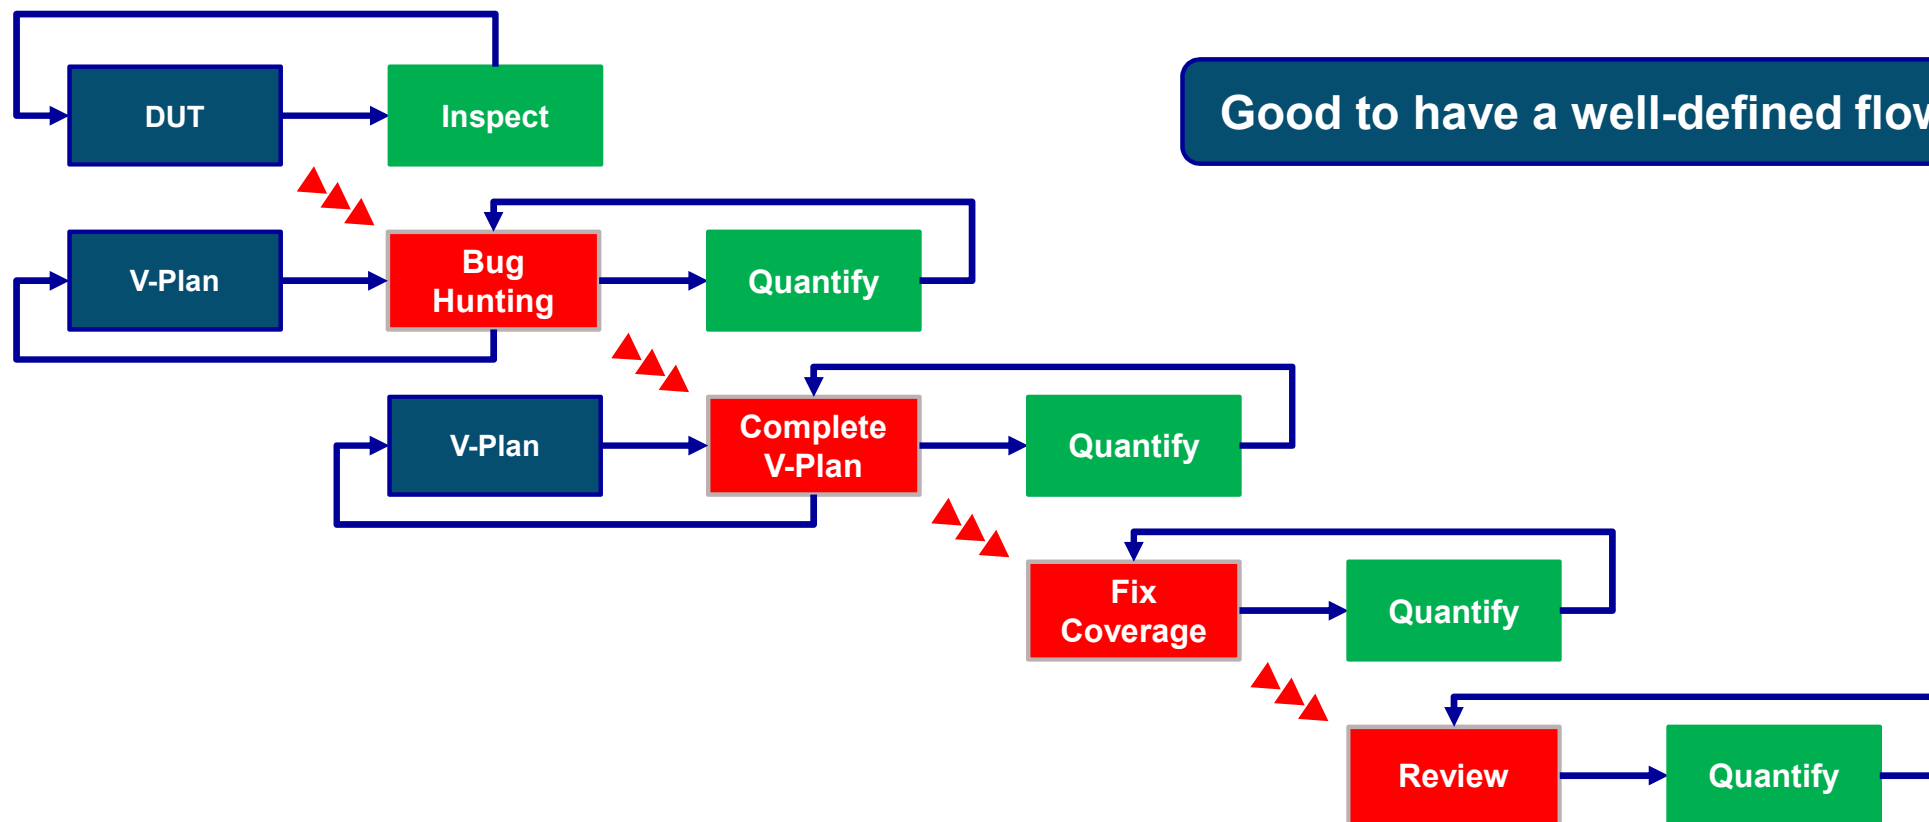 DUT
Inspect
Good to have a well-defined flow
V-Plan
Bug
Hunting
Quantify
V-Plan
Complete
V-Plan
Quantify
Fix
Coverage
Quantify
Review
Quantify